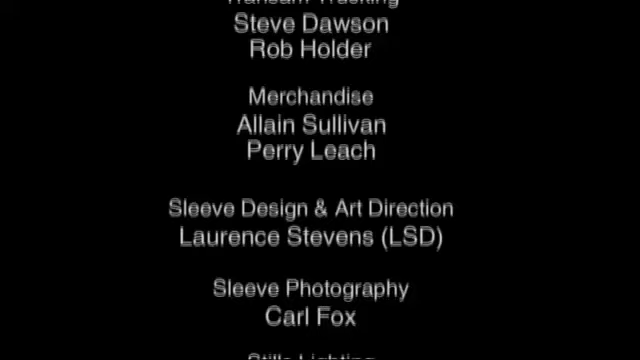 Transam Trucking
Steve Dawson
Rob Holder
Merchandise
Allain Sullivan
Perry Leach
Sleeve Design & Art Direction
Laurence Stevens (LSD)
Sleeve Photography
Carl Fox
Stills Lighting